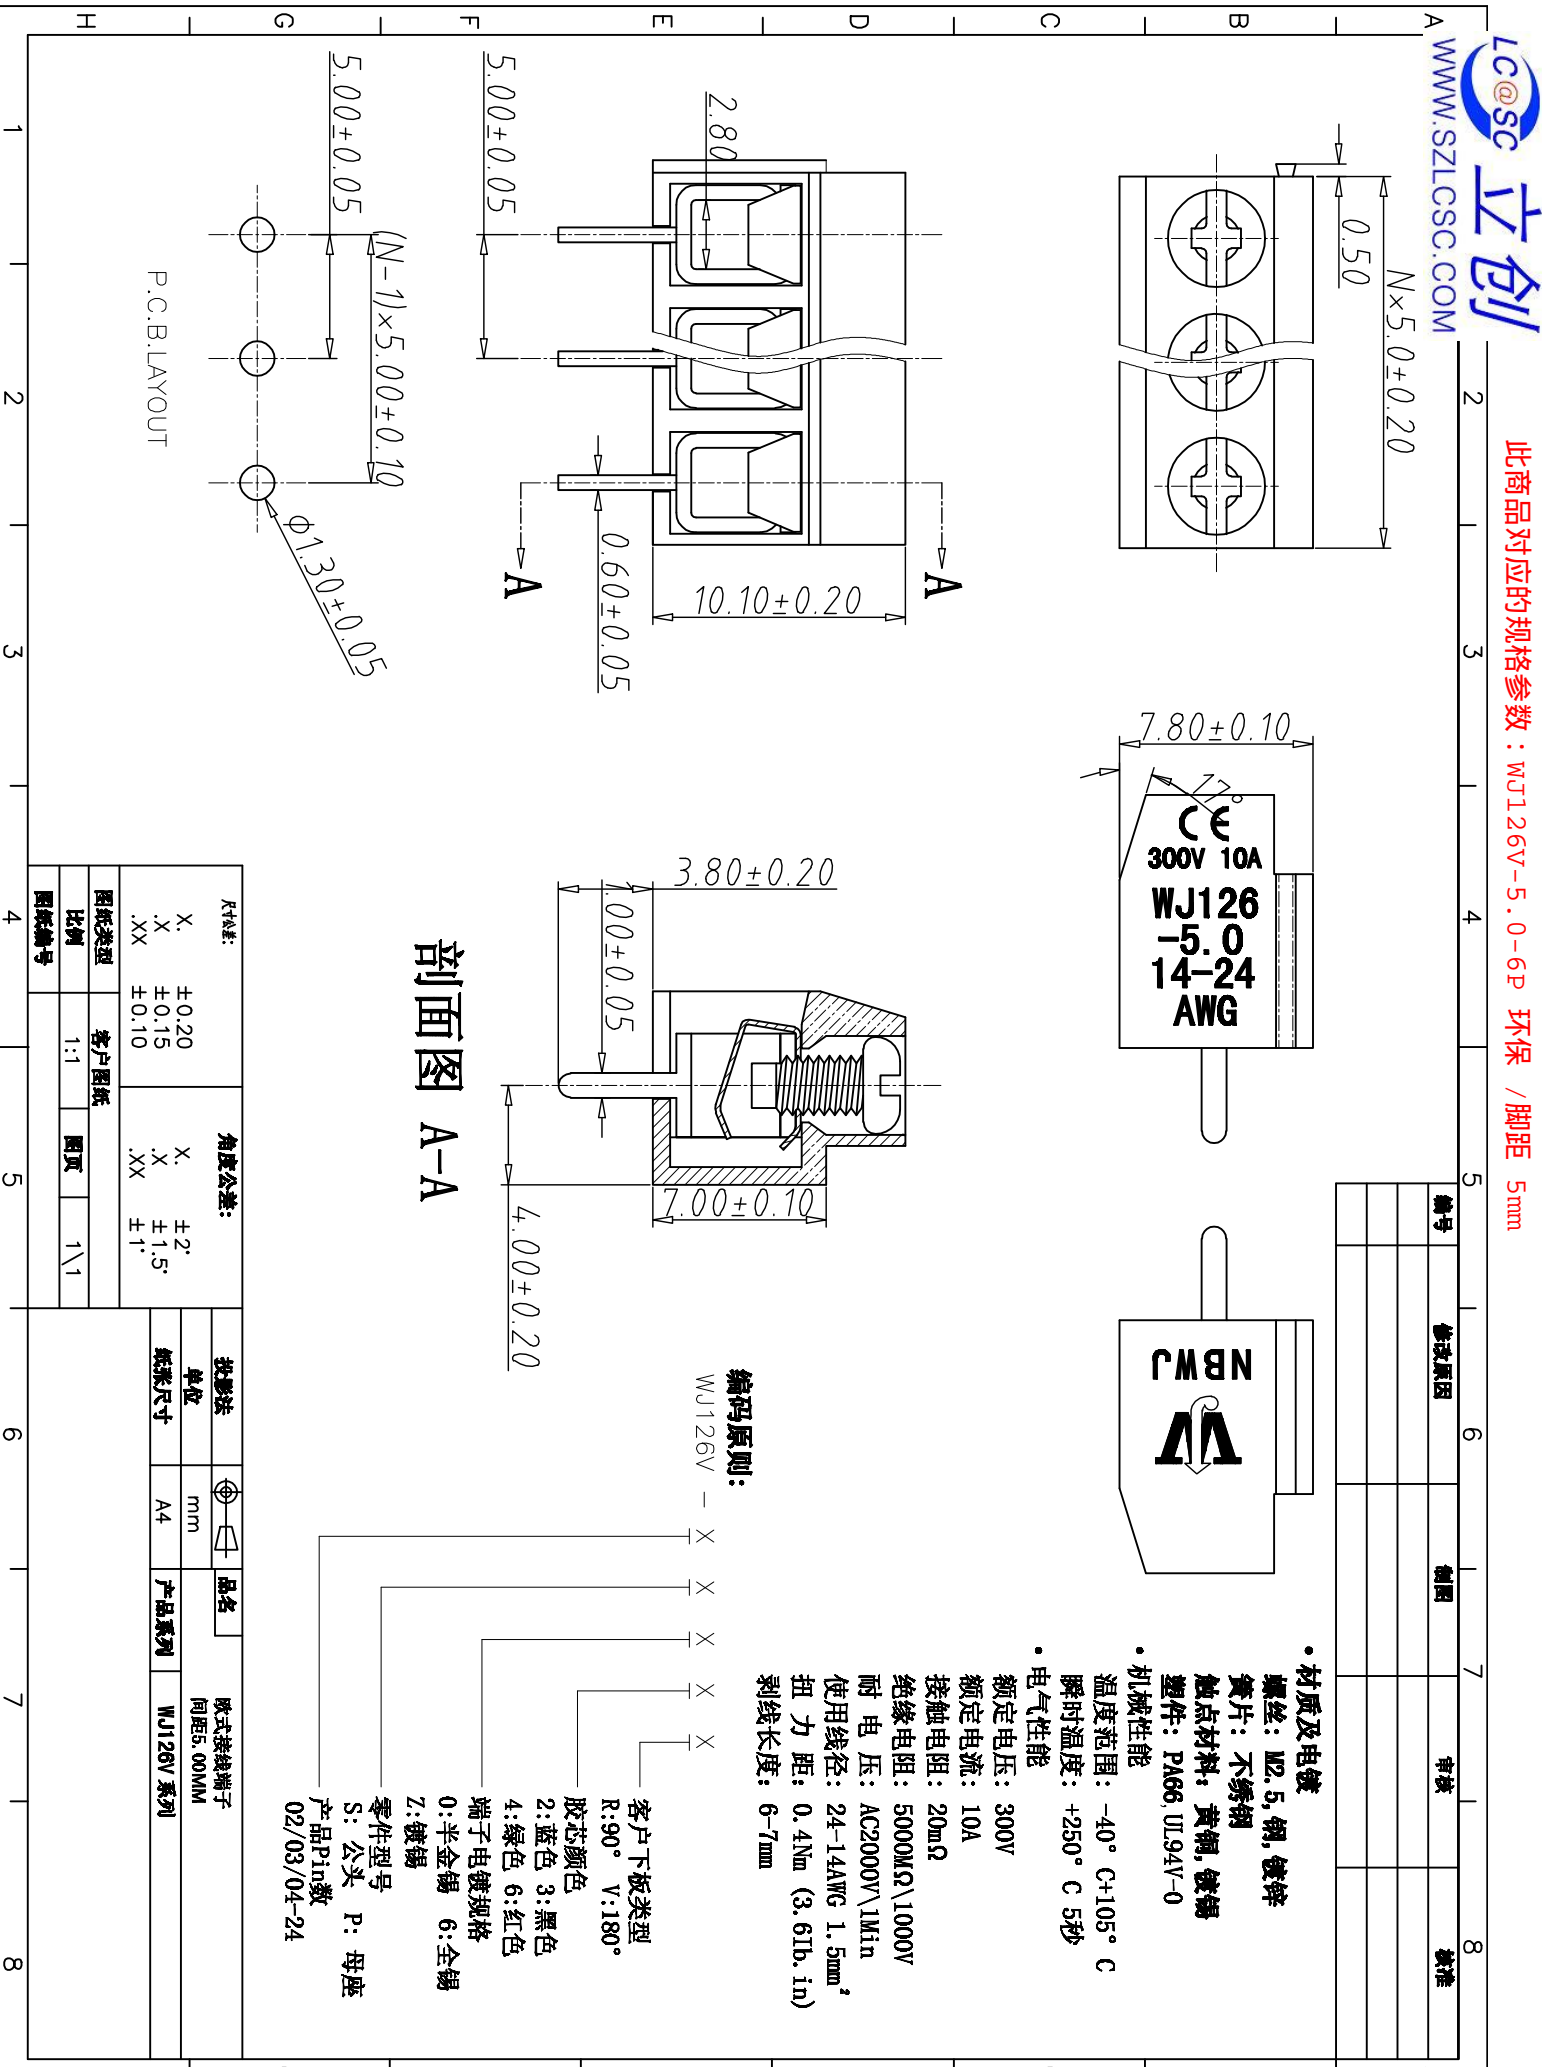 LC@SC 立创
WWW.SZLCSC.COM
此商品对应的规格参数：WJ126V-5.0-6P 环保 /脚距 5mm
1
2
3
4
5
6
7
8
2
3
4
5
6
7
8
A
B
C
D
E
F
G
H
编号
修改原因
制图
审核
核准
N×5.0±0.20
0.50
7.80±0.10
17°
CE
300V 10A
WJ126
-5.0
14-24
AWG
NBWJ
2.80
5.00±0.05
10.10±0.20
0.60±0.05
A
A
5.00±0.05
(N-1)×5.00±0.10
Φ1.30±0.05
P.C.B.LAYOUT
3.80±0.20
1.00±0.05
7.00±0.10
4.00±0.20
剖面图 A-A
•材质及电镀
螺丝: M2.5,钢,镀锌
簧片: 不绣钢
触点材料: 黄铜,镀锡
塑件: PA66,UL94V-0
•机械性能
温度范围: -40°C+105°C
瞬时温度: +250°C 5秒
•电气性能
额定电压: 300V
额定电流: 10A
接触电阻: 20mΩ
绝缘电阻: 5000MΩ\1000V
耐 电 压: AC2000V\1Min
使用线径: 24-14AWG 1.5mm²
扭 力 距: 0.4Nm (3.6Ib.in)
剥线长度: 6-7mm
编码原则:
WJ126V - X X X X X
客户下板类型
R:90° V:180°
胶芯颜色
2:蓝色 3:黑色
4:绿色 6:红色
端子电镀规格
0:半金锡 6:全锡
Z:镀锡
零件型号
S: 公头 P: 母座
产品Pin数
02/03/04-24
尺寸公差:
X. ±0.20
.X ±0.15
.XX ±0.10
角度公差:
X. ±2°
.X ±1.5°
.XX ±1°
图纸类型 客户图纸
比例 1:1 图页 1\1
图纸编号
投影法
单位 mm
纸张尺寸 A4
品名
欧式接线端子
间距5.00MM
产品系列 WJ126V 系列